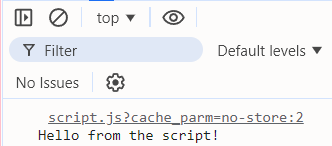 top
Filter
Default levels
No Issues
script.js?cache_parm=no-store:2
Hello from the script!